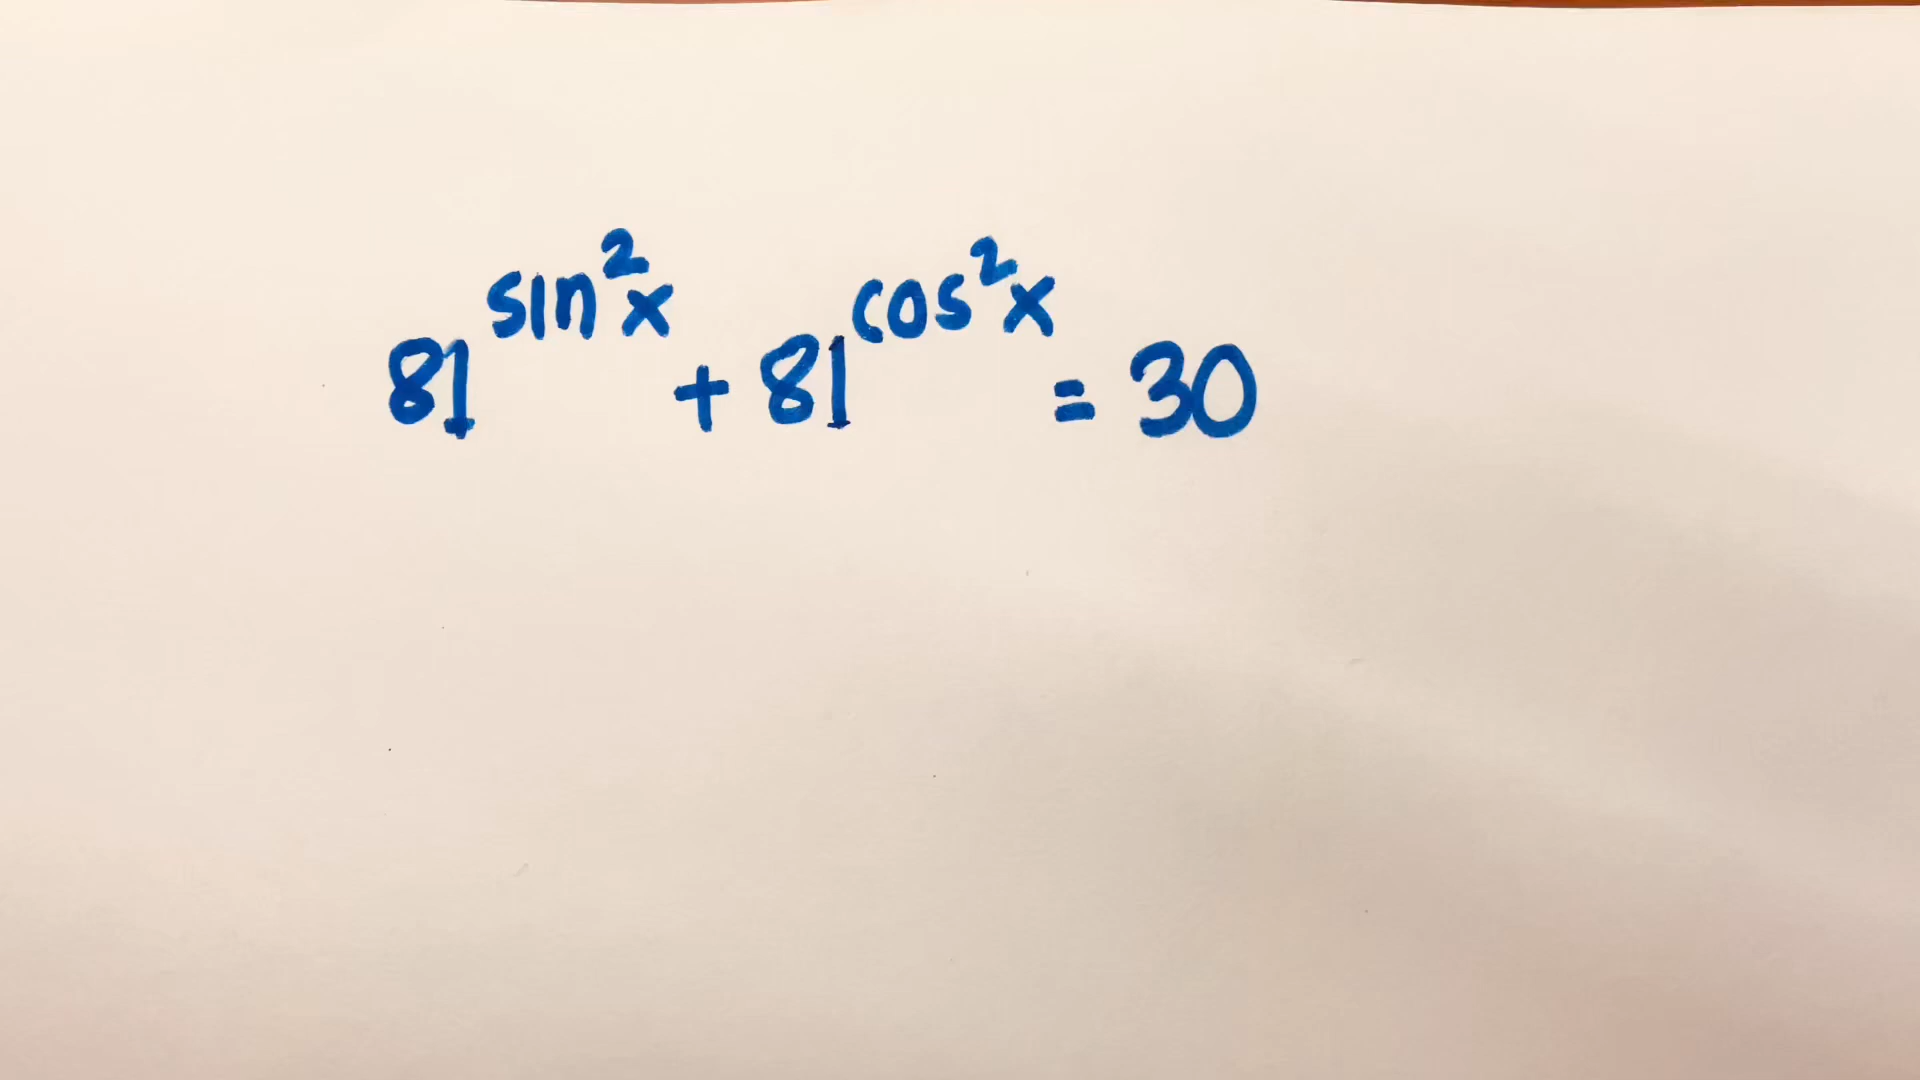 81^sin²x + 81^cos²x = 30